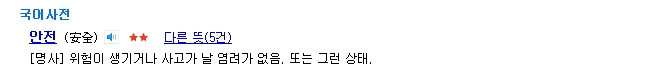 국어사전
안전 (安全) ★★ 다른 뜻(5건)
[명사] 위험이 생기거나 사고가 날 염려가 없음. 또는 그런 상태.